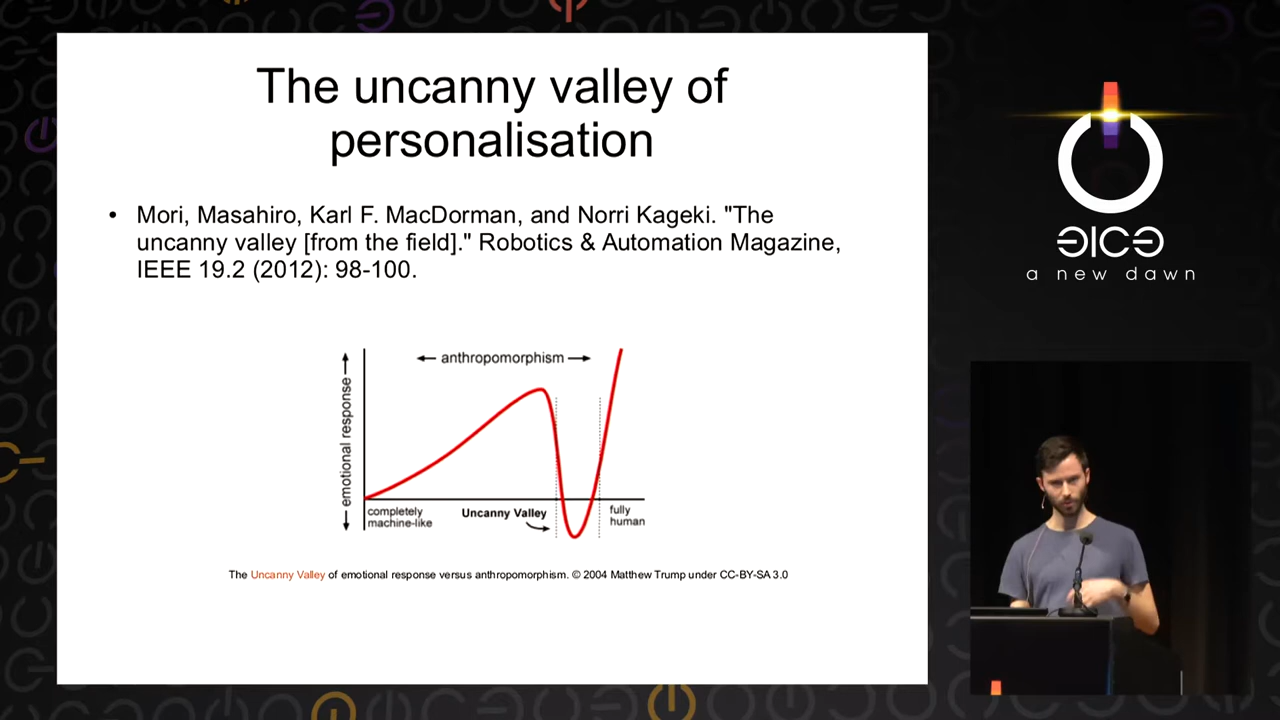 The uncanny valley of
personalisation
• Mori, Masahiro, Karl F. MacDorman, and Norri Kageki. "The
uncanny valley [from the field]." Robotics & Automation Magazine,
IEEE 19.2 (2012): 98-100.
← anthropomorphism →
← emotional response →
completely
machine-like
Uncanny Valley
fully
human
The Uncanny Valley of emotional response versus anthropomorphism. © 2004 Matthew Trump under CC-BY-SA 3.0
a new dawn